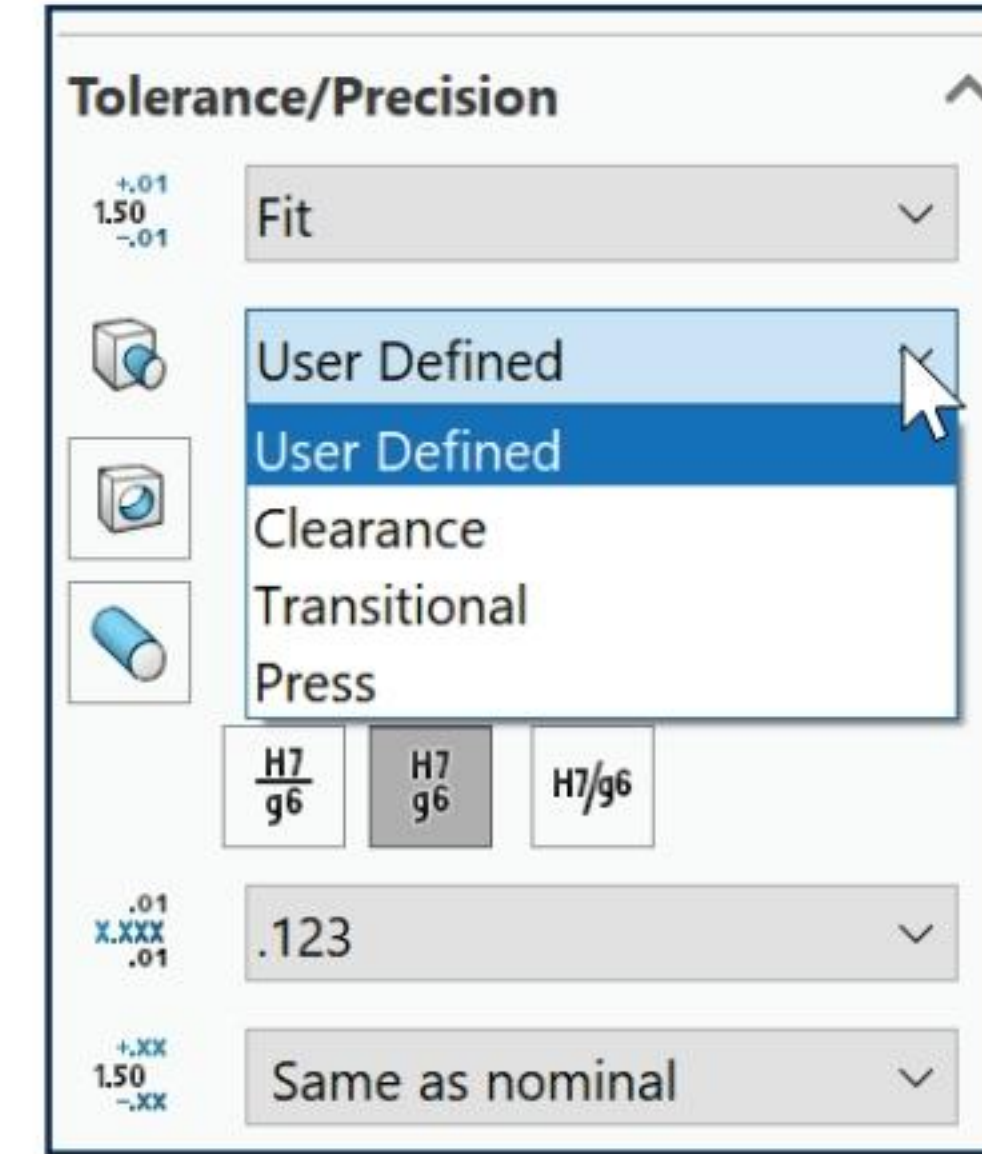 Tolerance/Precision
+.01
1.50
-.01
Fit
User Defined
User Defined
Clearance
Transitional
Press
H7
g6
H7
g6
H7/g6
.01
X.XXX
.01
.123
+.XX
1.50
-.XX
Same as nominal